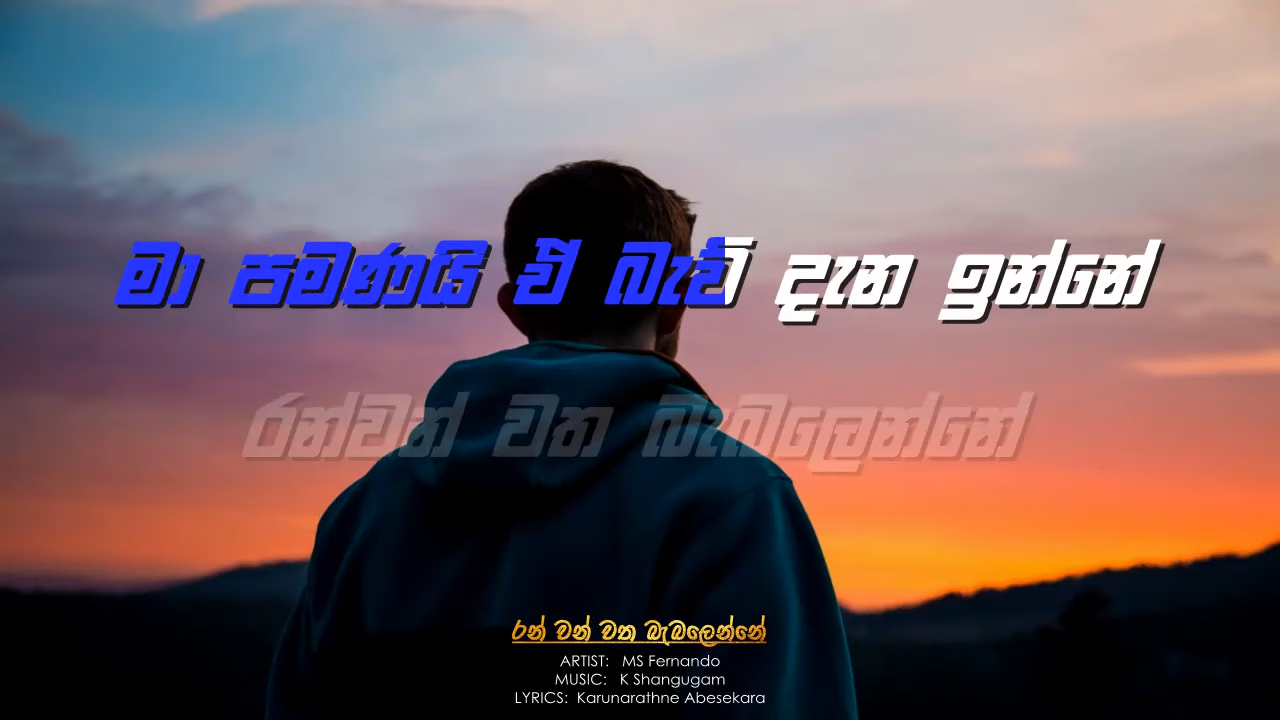 මා පමණයි ඒ බැව් දැන ඉන්නේ
රන්වන් වත බැබලෙන්නේ
රන් වන් වත බැබලෙන්නේ
ARTIST: MS Fernando
MUSIC: K Shangugam
LYRICS: Karunarathne Abesekara